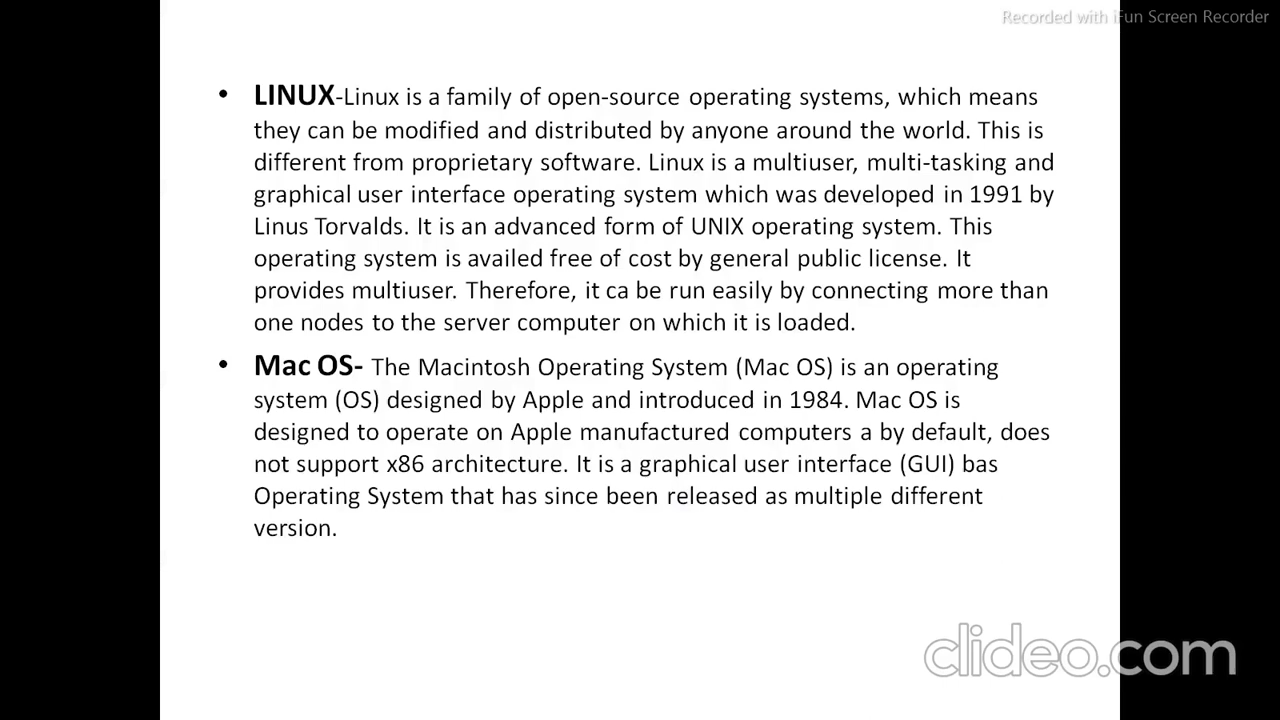 Recorded with iFun Screen Recorder
• LINUX-Linux is a family of open-source operating systems, which means
they can be modified and distributed by anyone around the world. This is
different from proprietary software. Linux is a multiuser, multi-tasking and
graphical user interface operating system which was developed in 1991 by
Linus Torvalds. It is an advanced form of UNIX operating system. This
operating system is availed free of cost by general public license. It
provides multiuser. Therefore, it ca be run easily by connecting more than
one nodes to the server computer on which it is loaded.
• Mac OS- The Macintosh Operating System (Mac OS) is an operating
system (OS) designed by Apple and introduced in 1984. Mac OS is
designed to operate on Apple manufactured computers a by default, does
not support x86 architecture. It is a graphical user interface (GUI) bas
Operating System that has since been released as multiple different
version.
clideo.com